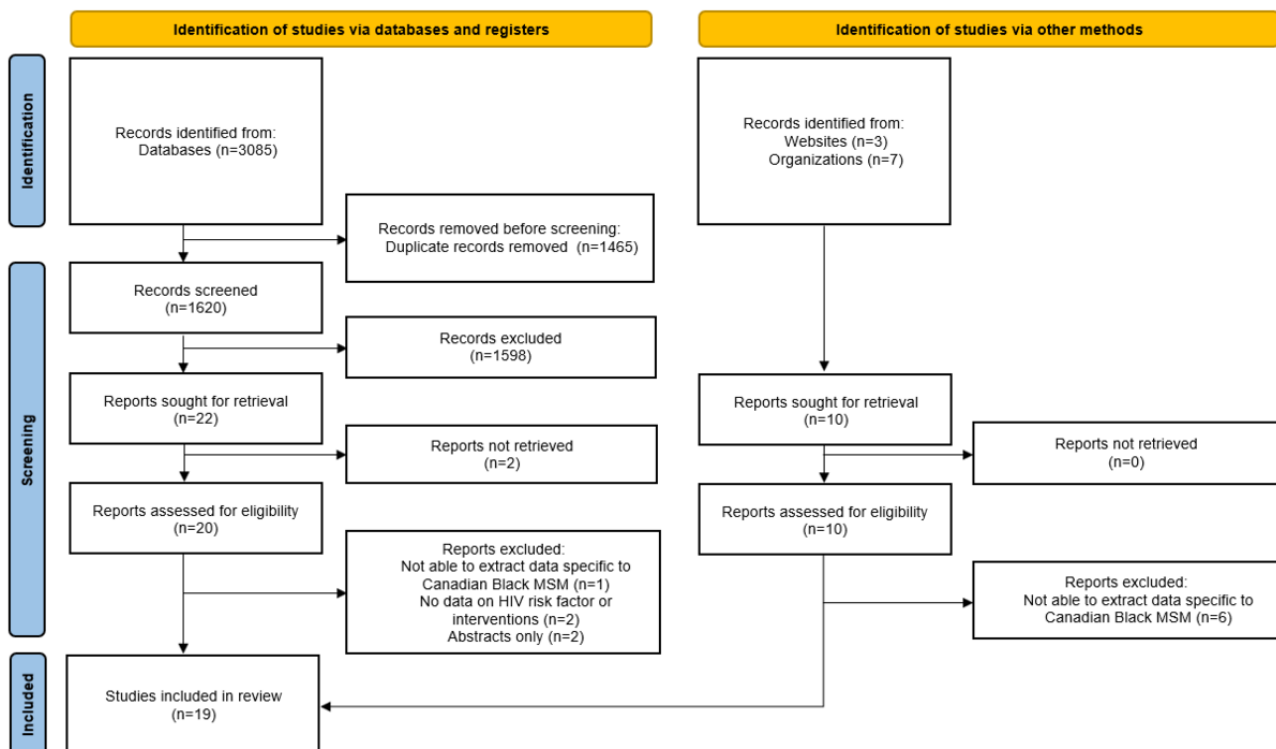 Identification of studies via databases and registers
Identification of studies via other methods
Identification
Records identified from:
Databases (n=3085)
Records identified from:
Websites (n=3)
Organizations (n=7)
Records removed before screening:
Duplicate records removed (n=1465)
Screening
Records screened
(n=1620)
Records excluded
(n=1598)
Reports sought for retrieval
(n=22)
Reports sought for retrieval
(n=10)
Reports not retrieved
(n=2)
Reports not retrieved
(n=0)
Reports assessed for eligibility
(n=20)
Reports assessed for eligibility
(n=10)
Reports excluded:
Not able to extract data specific to
Canadian Black MSM (n=1)
No data on HIV risk factor or
interventions (n=2)
Abstracts only (n=2)
Reports excluded:
Not able to extract data specific to
Canadian Black MSM (n=6)
Included
Studies included in review
(n=19)